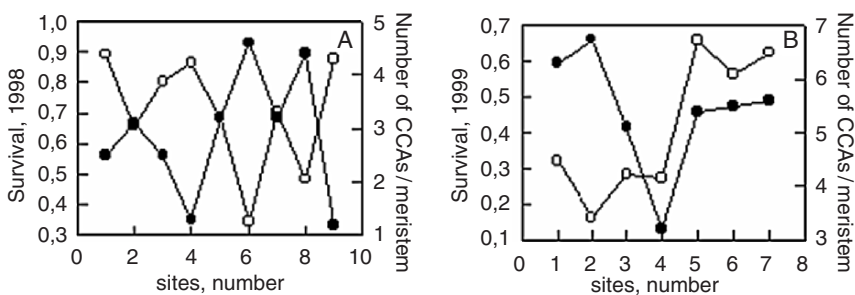 A
Survival, 1998
1,0
0,9
0,8
0,7
0,6
0,5
0,4
0,3
5
4
3
2
1
Number of CCAs/meristem
0 2 4 6 8 10
sites, number
B
Survival, 1999
0,7
0,6
0,5
0,4
0,3
0,2
0,1
7
6
5
4
3
Number of CCAs/meristem
0 1 2 3 4 5 6 7 8
sites, number